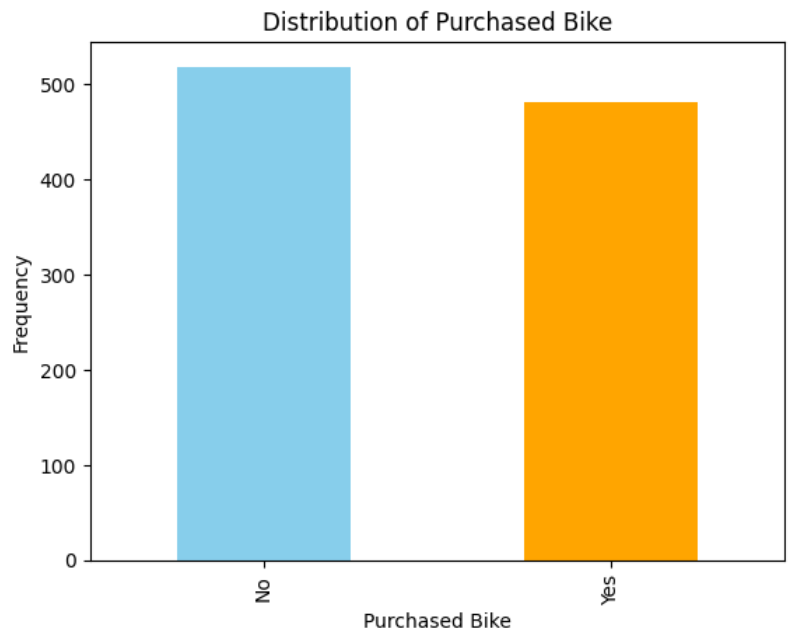 Distribution of Purchased Bike
500
400
300
200
100
0
Frequency
No
Yes
Purchased Bike